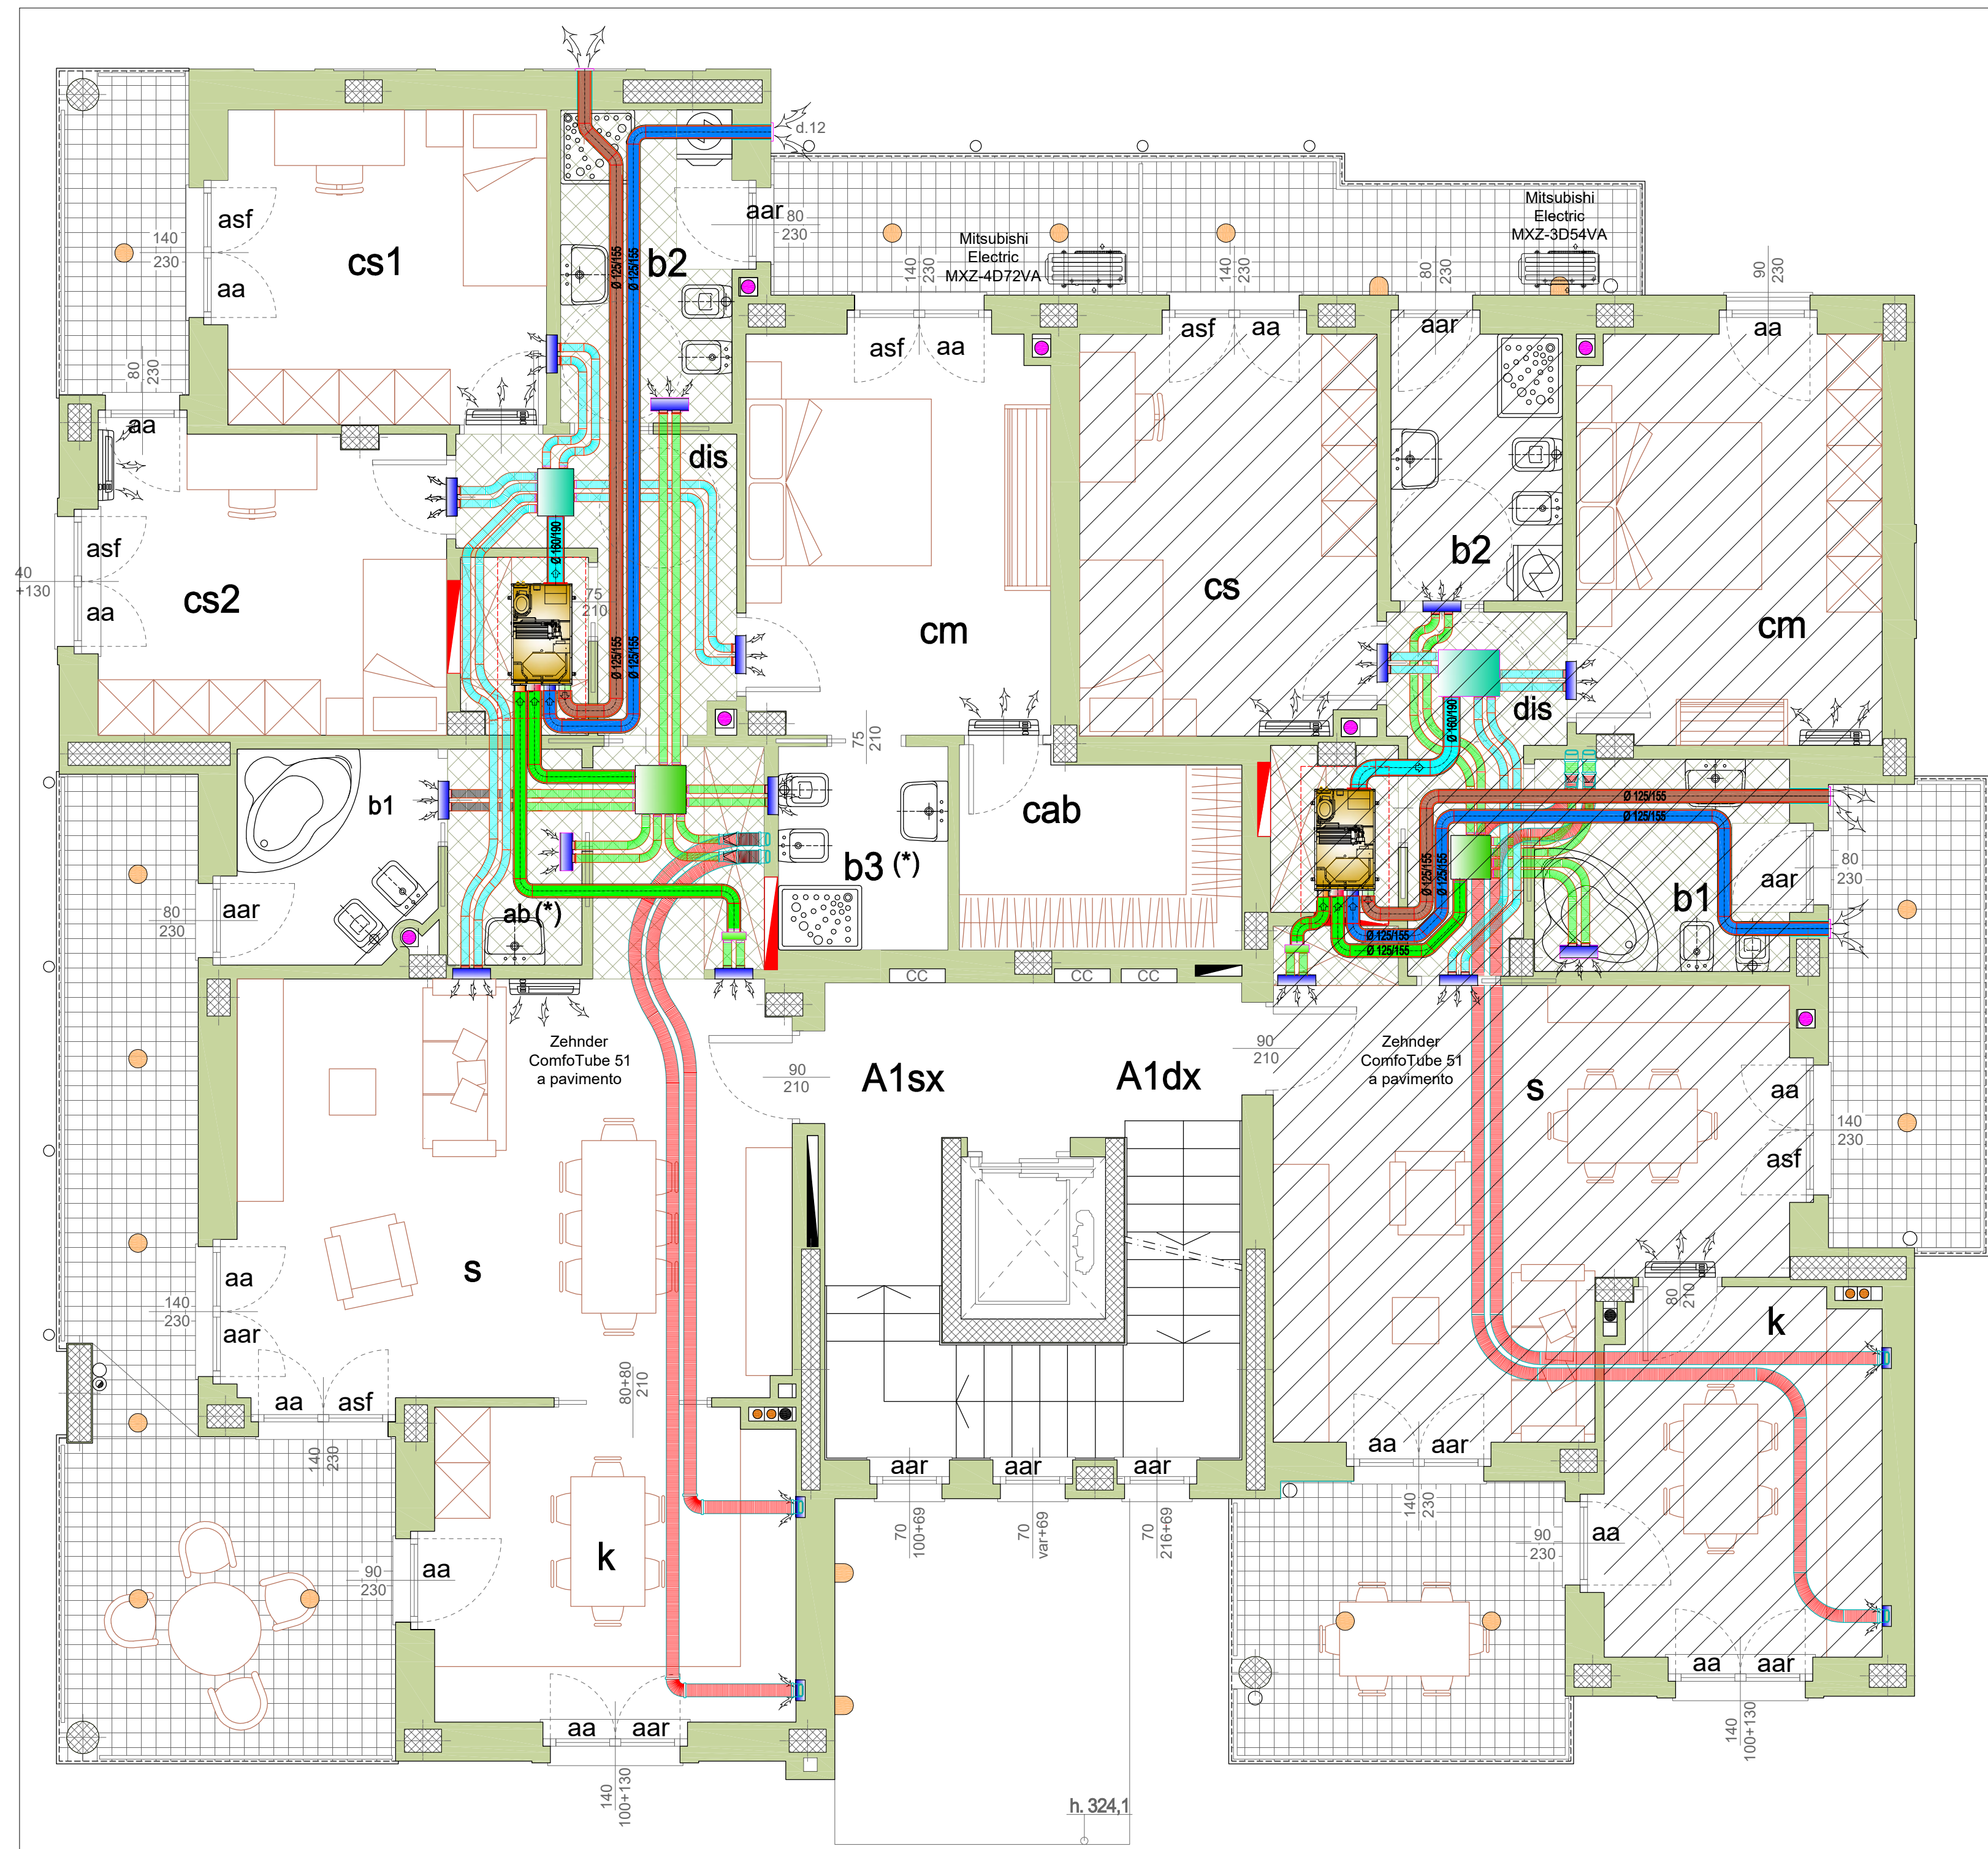 d.12
asf
140
230
aa
cs1
Ø 125/155
Ø 125/155
b2
aar
80
230
Mitsubishi
Electric
MXZ-4D72VA
Mitsubishi
Electric
MXZ-3D54VA
140
230
140
230
80
230
90
230
80
230
aa
asf
aa
asf
aa
aar
aa
dis
40
+130
asf
aa
cs2
Ø 160/190
75
210
Ø 125/155
Ø 125/155
cm
cs
b2
cm
dis
Ø 160/190
75
210
b1
cab
b3 (*)
ab (*)
80
230
aar
Ø 125/155
Ø 125/155
Ø 125/155
Ø 125/155
Ø 125/155
Ø 125/155
b1
aar
80
230
CC
CC
CC
Zehnder
ComfoTube 51
a pavimento
90
210
A1sx
A1dx
90
210
Zehnder
ComfoTube 51
a pavimento
s
aa
140
230
asf
s
aa
140
230
aar
aa
asf
140
230
80+80
210
80
210
k
aa
aar
140
230
aar
aar
aar
70
100+69
70
var+69
70
216+69
90
230
aa
k
90
230
aa
aa
aar
140
100+130
aa
aar
140
100+130
h. 324,1